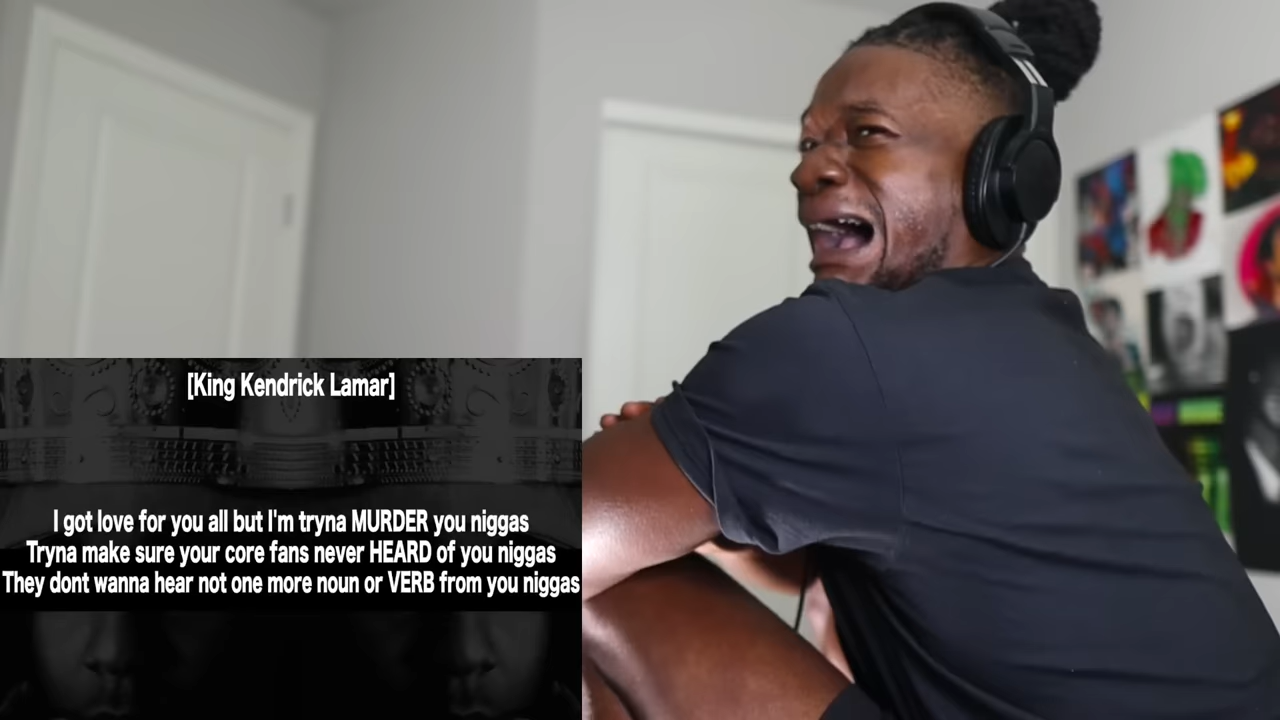 [King Kendrick Lamar]
I got love for you all but I'm tryna MURDER you niggas
Tryna make sure your core fans never HEARD of you niggas
They dont wanna hear not one more noun or VERB from you niggas